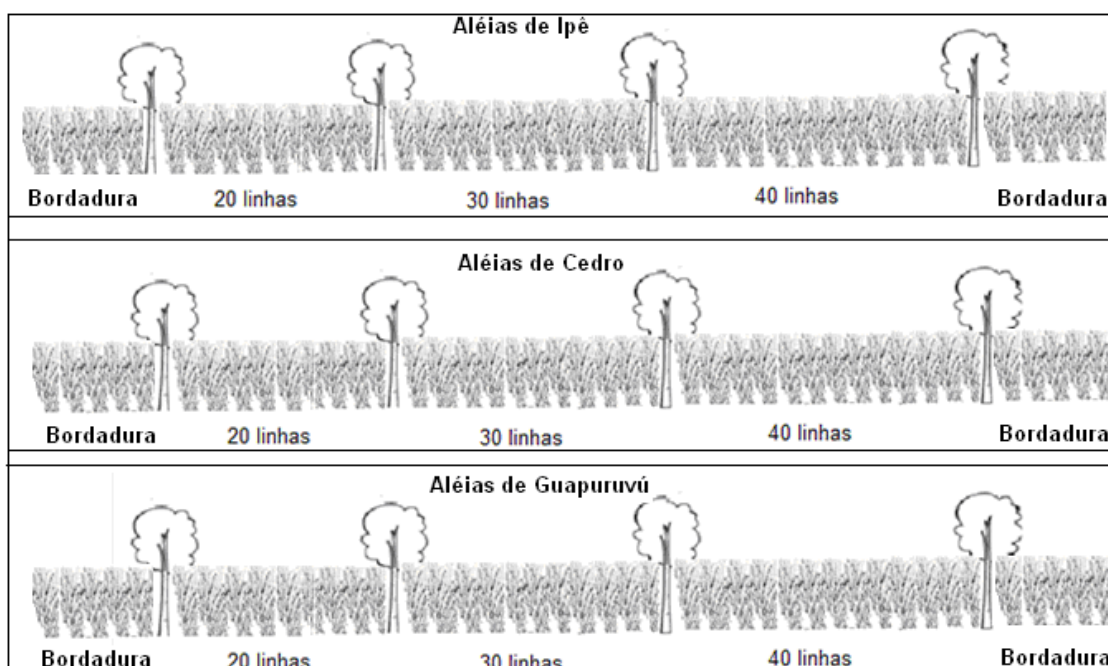 Aléias de Ipê
Bordadura 20 linhas 30 linhas 40 linhas Bordadura
Aléias de Cedro
Bordadura 20 linhas 30 linhas 40 linhas Bordadura
Aléias de Guapuruvú
Bordadura 20 linhas 30 linhas 40 linhas Bordadura